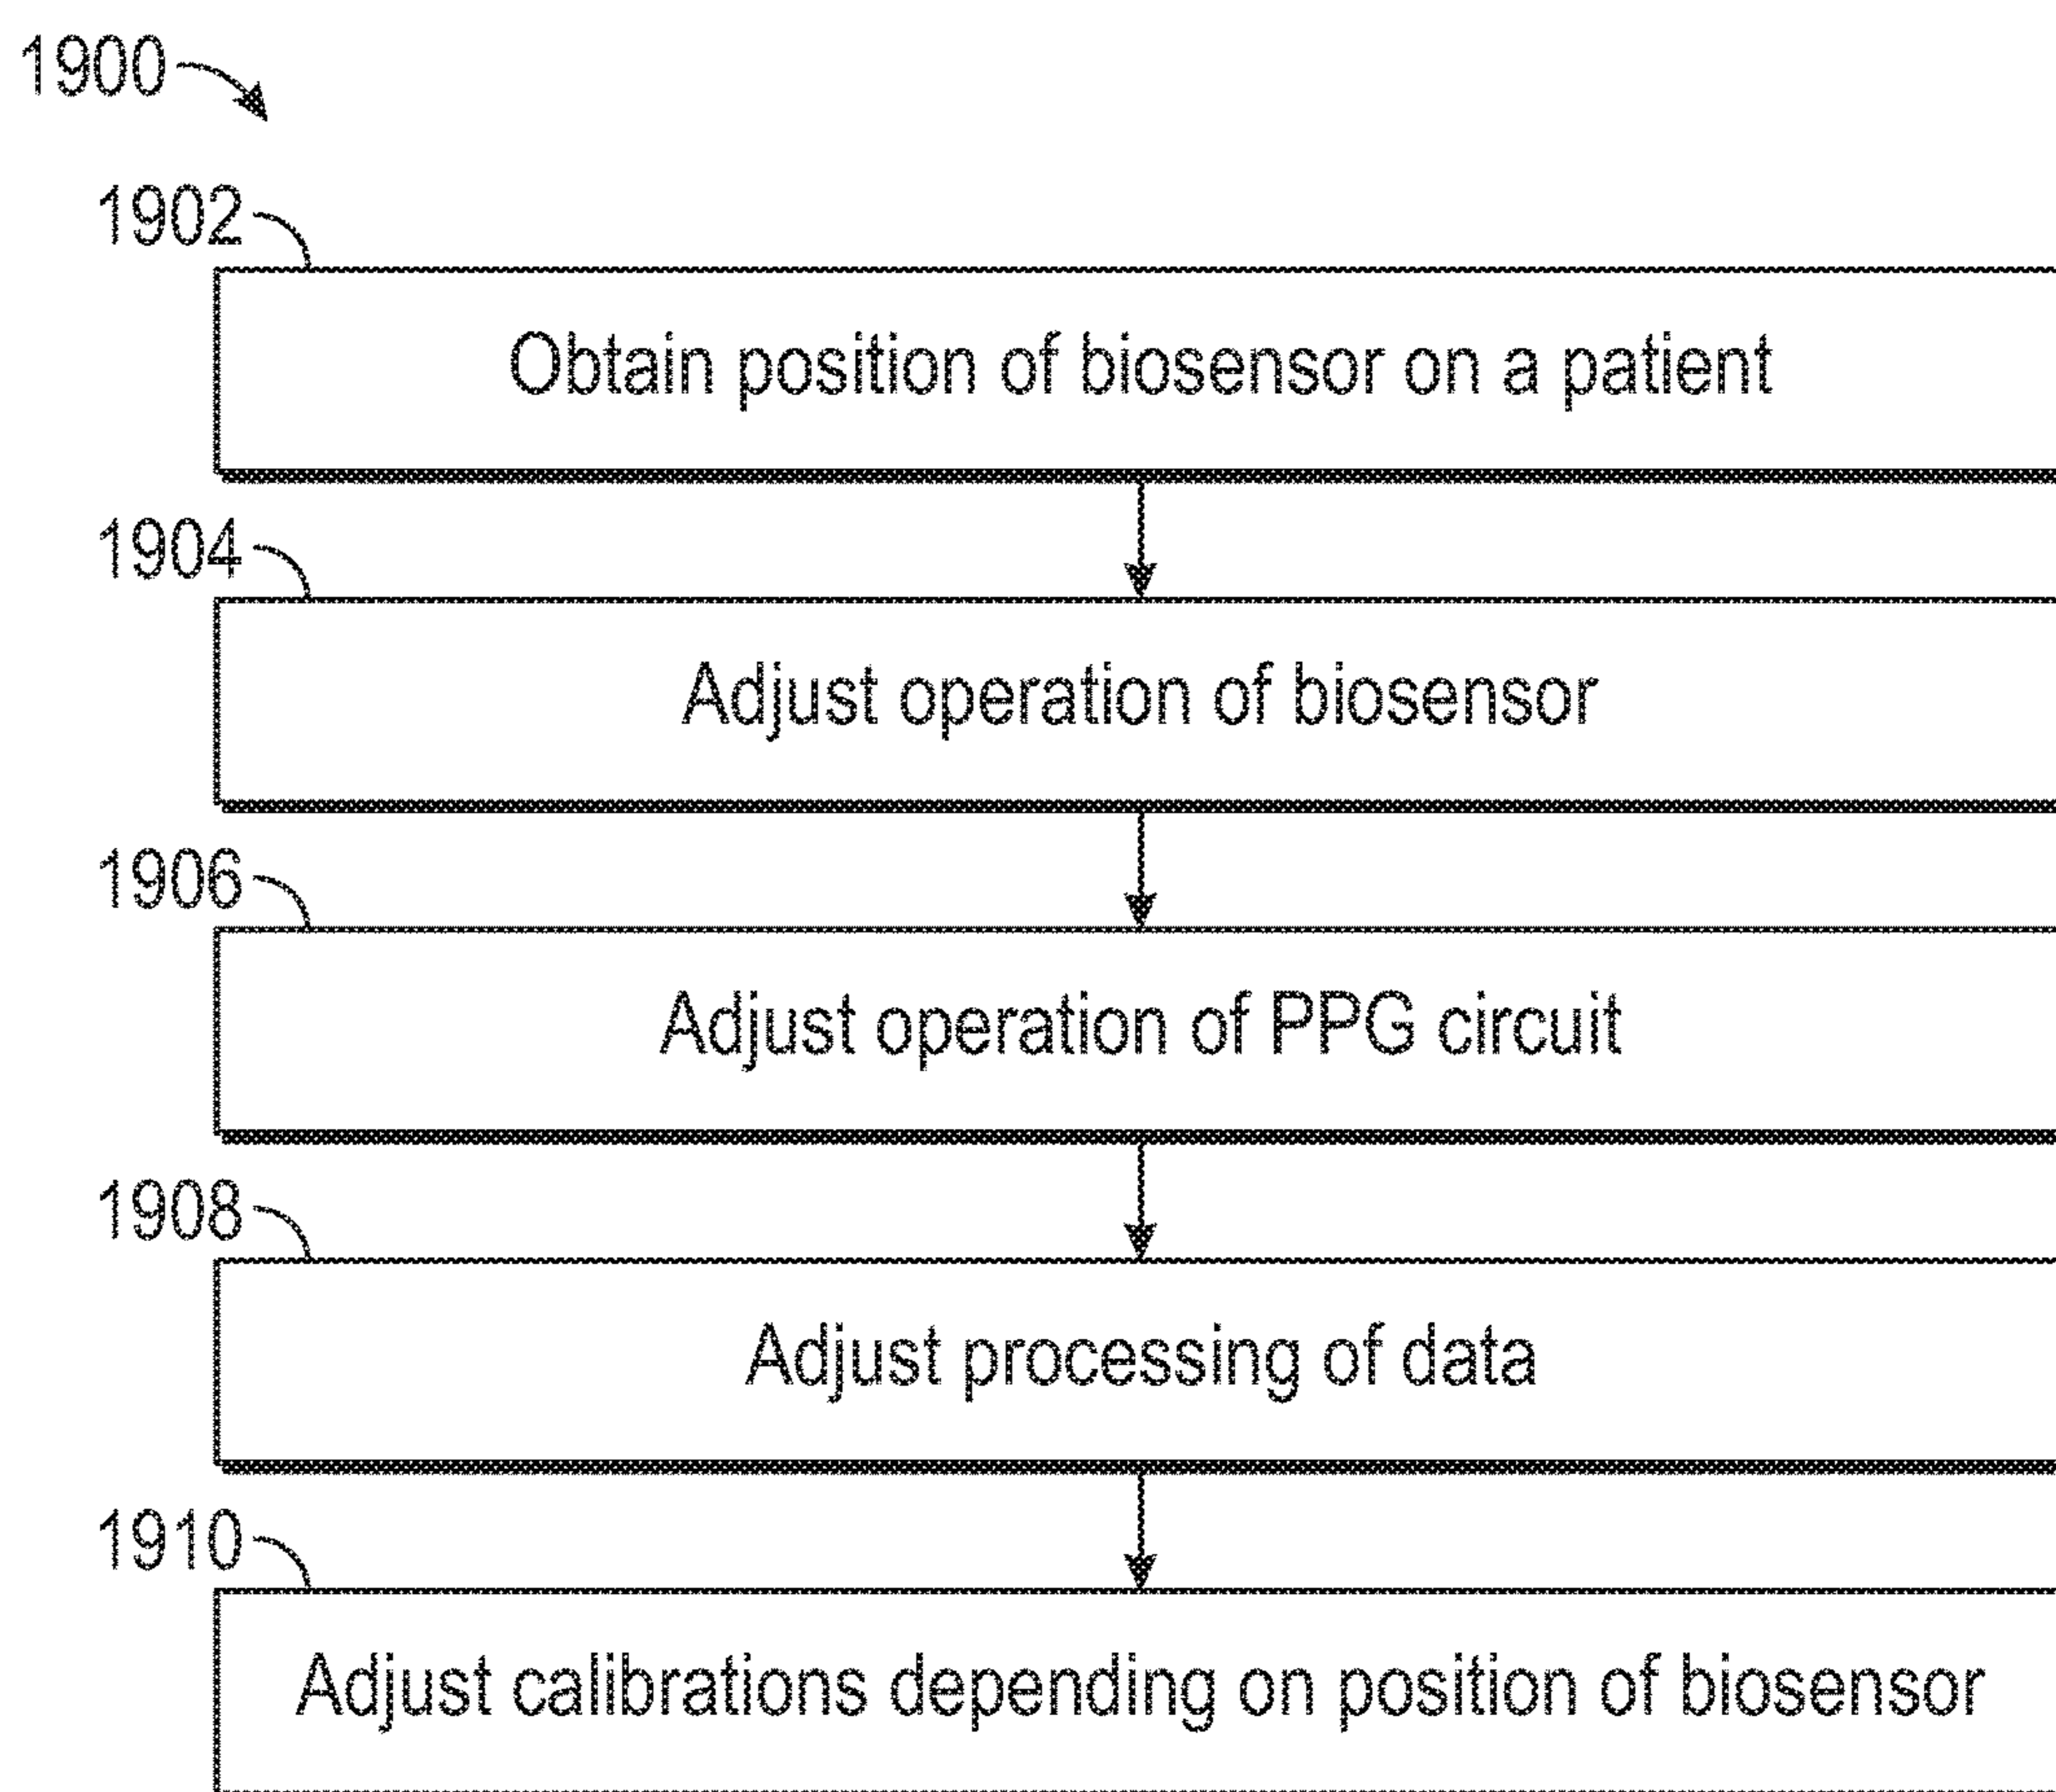 1900
1902
Obtain position of biosensor on a patient
1904
Adjust operation of biosensor
1906
Adjust operation of PPG circuit
1908
Adjust processing of data
1910
Adjust calibrations depending on position of biosensor